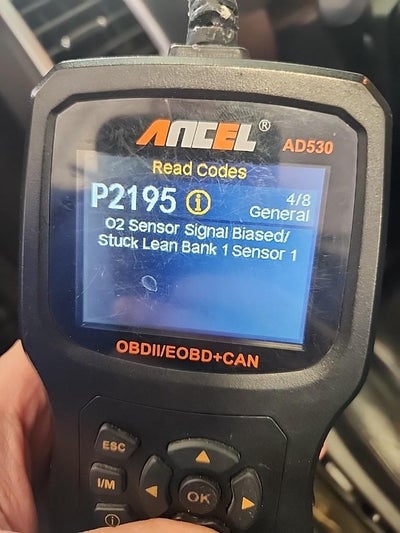 ANCEL®
AD530
Read Codes
P2195 i 4/8
General
O2 Sensor Signal Biased/
Stuck Lean Bank 1 Sensor 1
OBDII/EOBD+CAN
ESC
I/M
OK
i